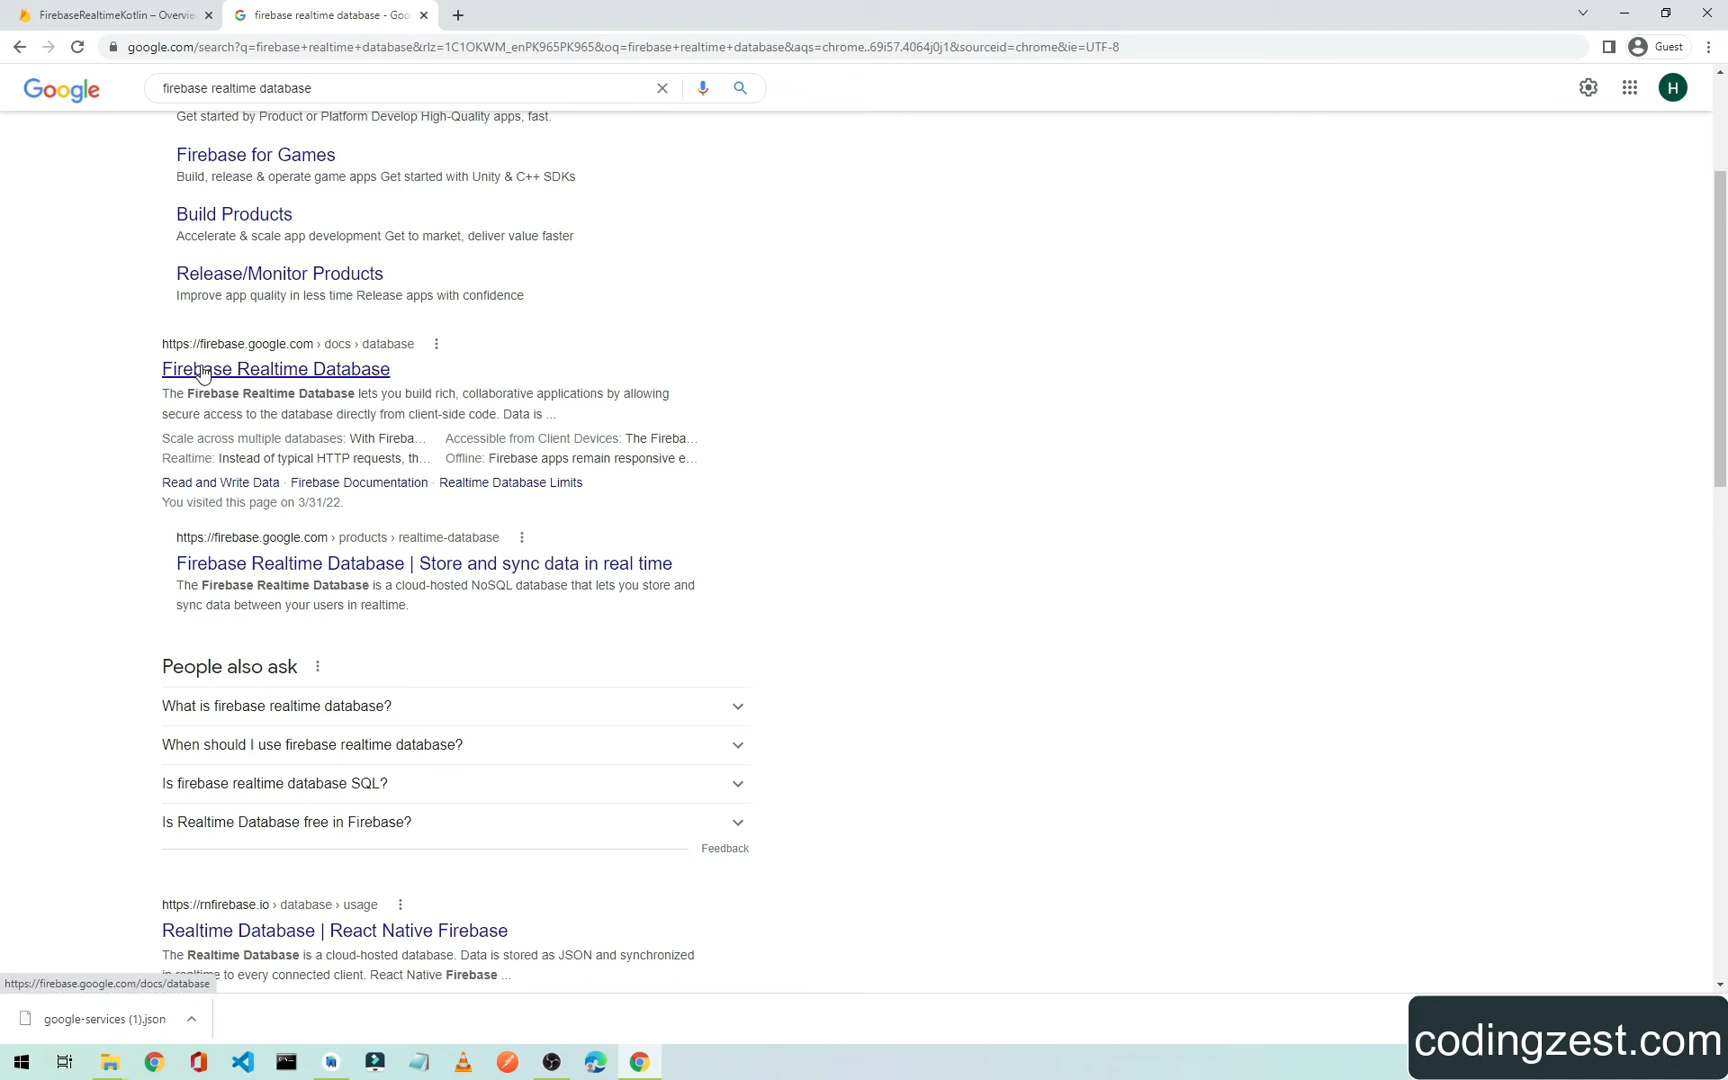 FirebaseRealtimeKotlin – Overvie
firebase realtime database - Goo
google.com/search?q=firebase+realtime+database&rlz=1C1OKWM_enPK965PK965&oq=firebase+realtime+database&aqs=chrome..69i57.4064j0j1&sourceid=chrome&ie=UTF-8
Guest
Google
firebase realtime database
H
Get started by Product or Platform Develop High-Quality apps, fast.
Firebase for Games
Build, release & operate game apps Get started with Unity & C++ SDKs
Build Products
Accelerate & scale app development Get to market, deliver value faster
Release/Monitor Products
Improve app quality in less time Release apps with confidence
https://firebase.google.com › docs › database
Firebase Realtime Database
The Firebase Realtime Database lets you build rich, collaborative applications by allowing
secure access to the database directly from client-side code. Data is ...
Scale across multiple databases: With Fireba... Accessible from Client Devices: The Fireba...
Realtime: Instead of typical HTTP requests, th... Offline: Firebase apps remain responsive e...
Read and Write Data · Firebase Documentation · Realtime Database Limits
You visited this page on 3/31/22.
https://firebase.google.com › products › realtime-database
Firebase Realtime Database | Store and sync data in real time
The Firebase Realtime Database is a cloud-hosted NoSQL database that lets you store and
sync data between your users in realtime.
People also ask
What is firebase realtime database?
When should I use firebase realtime database?
Is firebase realtime database SQL?
Is Realtime Database free in Firebase?
Feedback
https://rnfirebase.io › database › usage
Realtime Database | React Native Firebase
The Realtime Database is a cloud-hosted database. Data is stored as JSON and synchronized
in realtime to every connected client. React Native Firebase ...
https://firebase.google.com/docs/database
google-services (1).json
codingzest.com